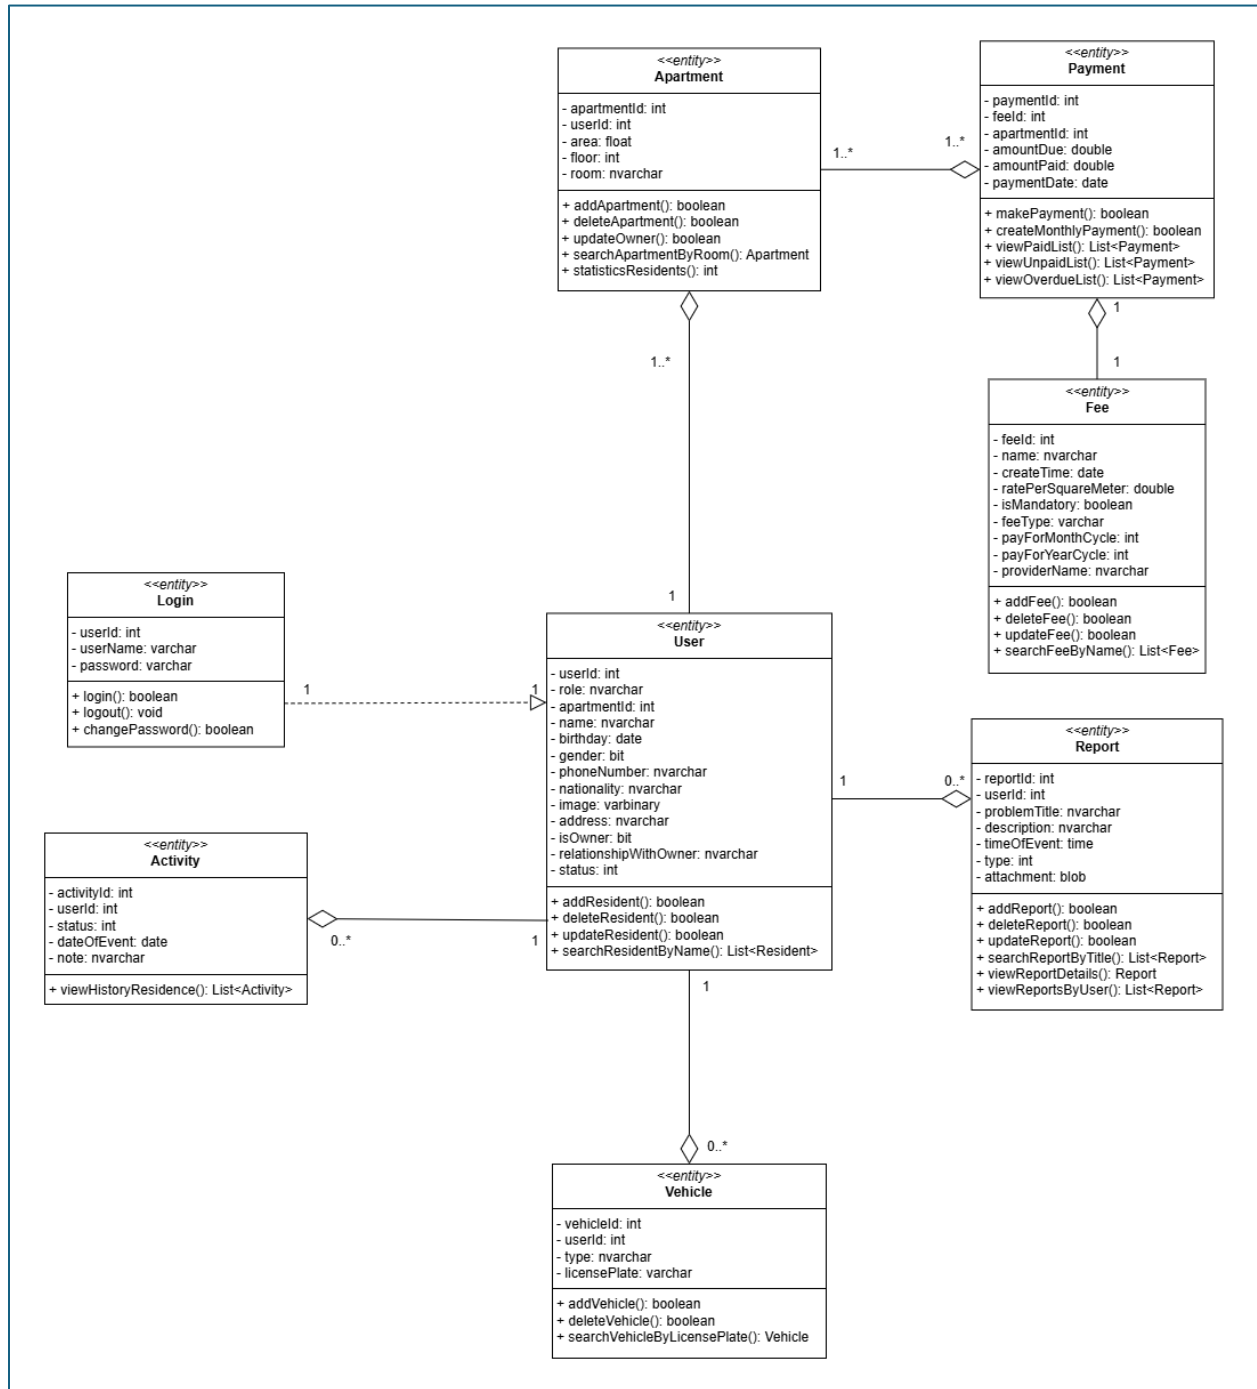 <<entity>>
Apartment
- apartmentId: int
- userId: int
- area: float
- floor: int
- room: nvarchar
+ addApartment(): boolean
+ deleteApartment(): boolean
+ updateOwner(): boolean
+ searchApartmentByRoom(): Apartment
+ statisticsResidents(): int
1..*
1..*
<<entity>>
Payment
- paymentId: int
- feeId: int
- apartmentId: int
- amountDue: double
- amountPaid: double
- paymentDate: date
+ makePayment(): boolean
+ createMonthlyPayment(): boolean
+ viewPaidList(): List<Payment>
+ viewUnpaidList(): List<Payment>
+ viewOverdueList(): List<Payment>
1
1
1..*
1
<<entity>>
Fee
- feeId: int
- name: nvarchar
- createTime: date
- ratePerSquareMeter: double
- isMandatory: boolean
- feeType: varchar
- payForMonthCycle: int
- payForYearCycle: int
- providerName: nvarchar
+ addFee(): boolean
+ deleteFee(): boolean
+ updateFee(): boolean
+ searchFeeByName(): List<Fee>
<<entity>>
Login
- userId: int
- userName: varchar
- password: varchar
+ login(): boolean
+ logout(): void
+ changePassword(): boolean
1
1
<<entity>>
User
- userId: int
- role: nvarchar
- apartmentId: int
- name: nvarchar
- birthday: date
- gender: bit
- phoneNumber: nvarchar
- nationality: nvarchar
- image: varbinary
- address: nvarchar
- isOwner: bit
- relationshipWithOwner: nvarchar
- status: int
+ addResident(): boolean
+ deleteResident(): boolean
+ updateResident(): boolean
+ searchResidentByName(): List<Resident>
1
0..*
<<entity>>
Report
- reportId: int
- userId: int
- problemTitle: nvarchar
- description: nvarchar
- timeOfEvent: time
- type: int
- attachment: blob
+ addReport(): boolean
+ deleteReport(): boolean
+ updateReport(): boolean
+ searchReportByTitle(): List<Report>
+ viewReportDetails(): Report
+ viewReportsByUser(): List<Report>
<<entity>>
Activity
- activityId: int
- userId: int
- status: int
- dateOfEvent: date
- note: nvarchar
+ viewHistoryResidence(): List<Activity>
0..*
1
1
0..*
<<entity>>
Vehicle
- vehicleId: int
- userId: int
- type: nvarchar
- licensePlate: varchar
+ addVehicle(): boolean
+ deleteVehicle(): boolean
+ searchVehicleByLicensePlate(): Vehicle